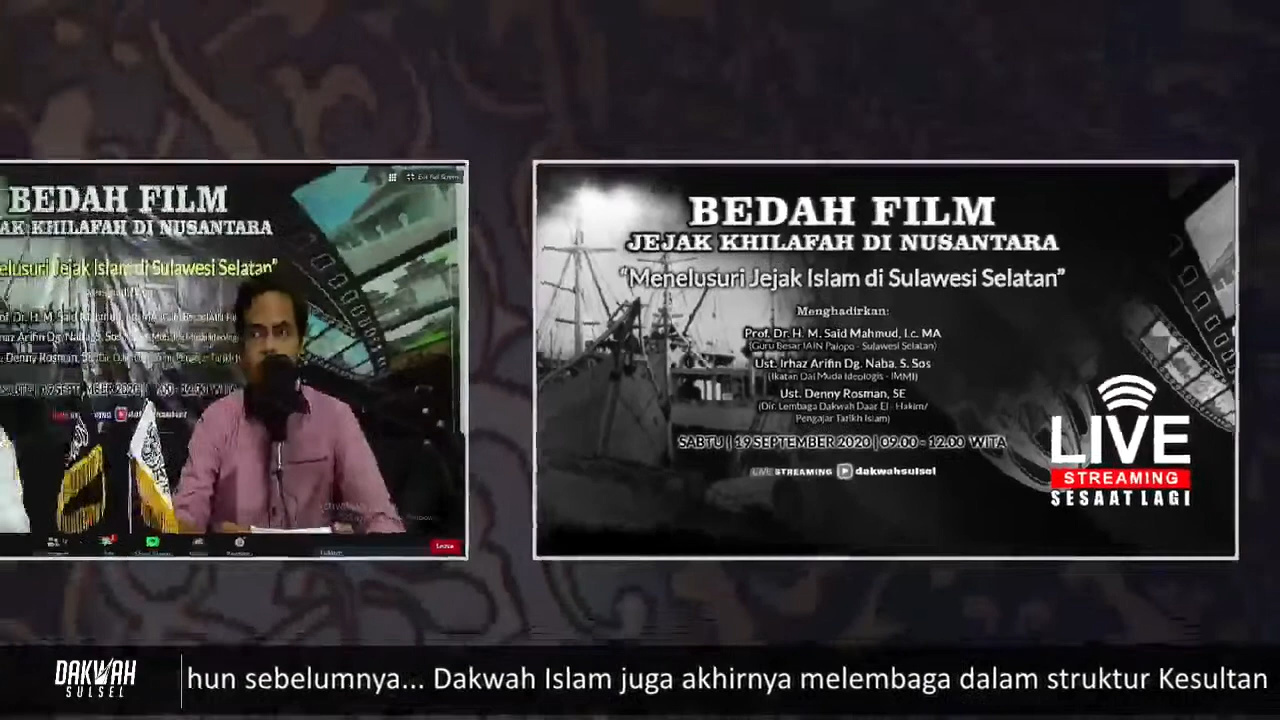 BEDAH FILM
AK KHILAFAH DI NUSANTARA
elusuri Jejak Islam di Sulawesi Selatan”
BEDAH FILM
JEJAK KHILAFAH DI NUSANTARA
“Menelusuri Jejak Islam di Sulawesi Selatan”
Menghadirkan:
Prof. Dr. H. M. Said Mahmud, Lc. MA
(Guru Besar IAIN Palopo - Sulawesi Selatan)
Ust. Irhaz Arifin Dg. Naba, S. Sos
(Ikatan Dai Muda Ideologis - IMMI)
Ust. Denny Rosman, SE
(Dir. Lembaga Dakwah Daar El - Hakim/
Pengajar Tarikh Islam)
SABTU | 19 SEPTEMBER 2020 | 09.00 - 12.00 WITA
LIVE STREAMING dakwahsulsel
LIVE
STREAMING
SESAAT LAGI
Leave
DAKWAH
SULSEL
hun sebelumnya... Dakwah Islam juga akhirnya melembaga dalam struktur Kesultan